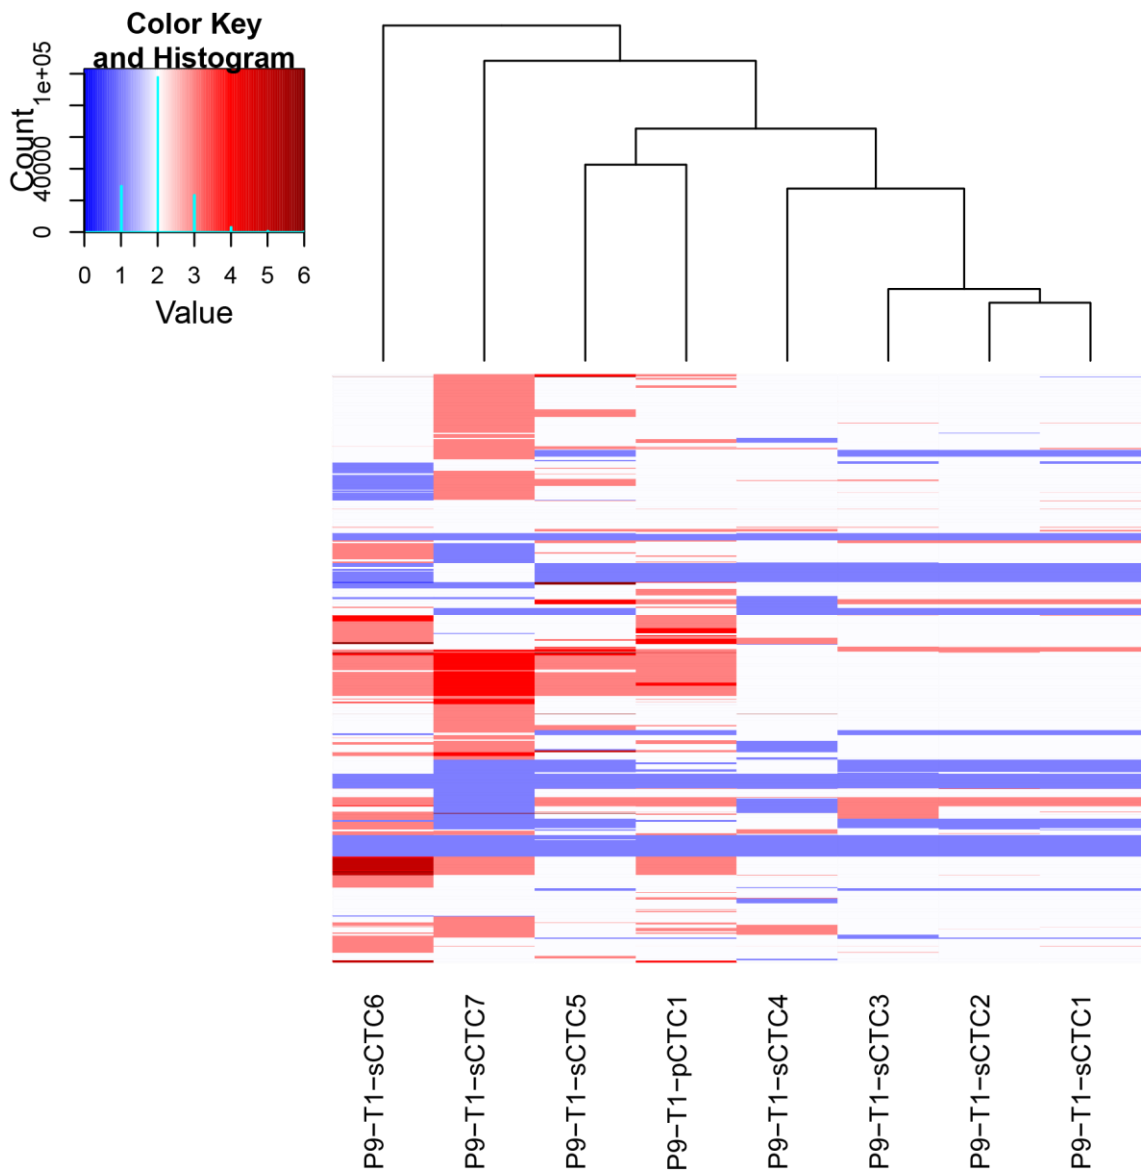 Color Key
and Histogram
Count
0
40000
1e+05
0 1 2 3 4 5 6
Value
P9−T1−sCTC6
P9−T1−sCTC7
P9−T1−sCTC5
P9−T1−pCTC1
P9−T1−sCTC4
P9−T1−sCTC3
P9−T1−sCTC2
P9−T1−sCTC1